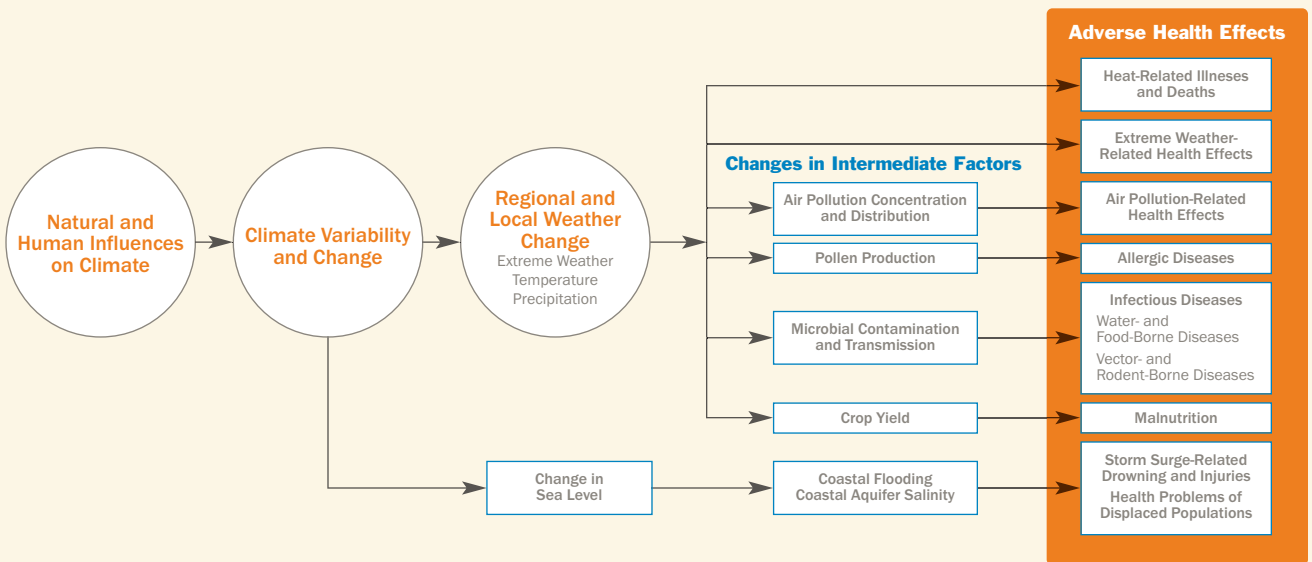 Adverse Health Effects
Heat-Related Illneses
and Deaths
Extreme Weather-
Related Health Effects
Changes in Intermediate Factors
Natural and
Human Influences
on Climate
Climate Variability
and Change
Regional and
Local Weather
Change
Extreme Weather
Temperature
Precipitation
Air Pollution Concentration
and Distribution
Air Pollution-Related
Health Effects
Pollen Production
Allergic Diseases
Microbial Contamination
and Transmission
Infectious Diseases
Water- and
Food-Borne Diseases
Vector- and
Rodent-Borne Diseases
Crop Yield
Malnutrition
Change in
Sea Level
Coastal Flooding
Coastal Aquifer Salinity
Storm Surge-Related
Drowning and Injuries
Health Problems of
Displaced Populations